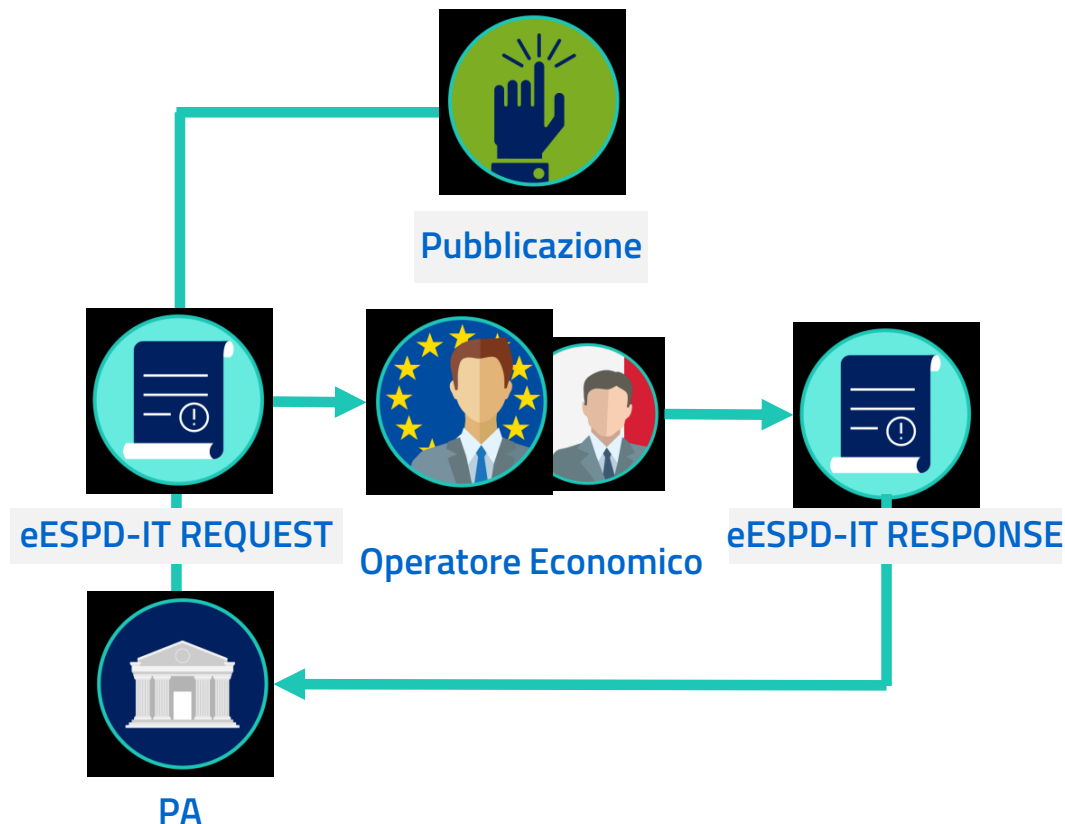 Pubblicazione
eESPD-IT REQUEST
Operatore Economico
eESPD-IT RESPONSE
PA